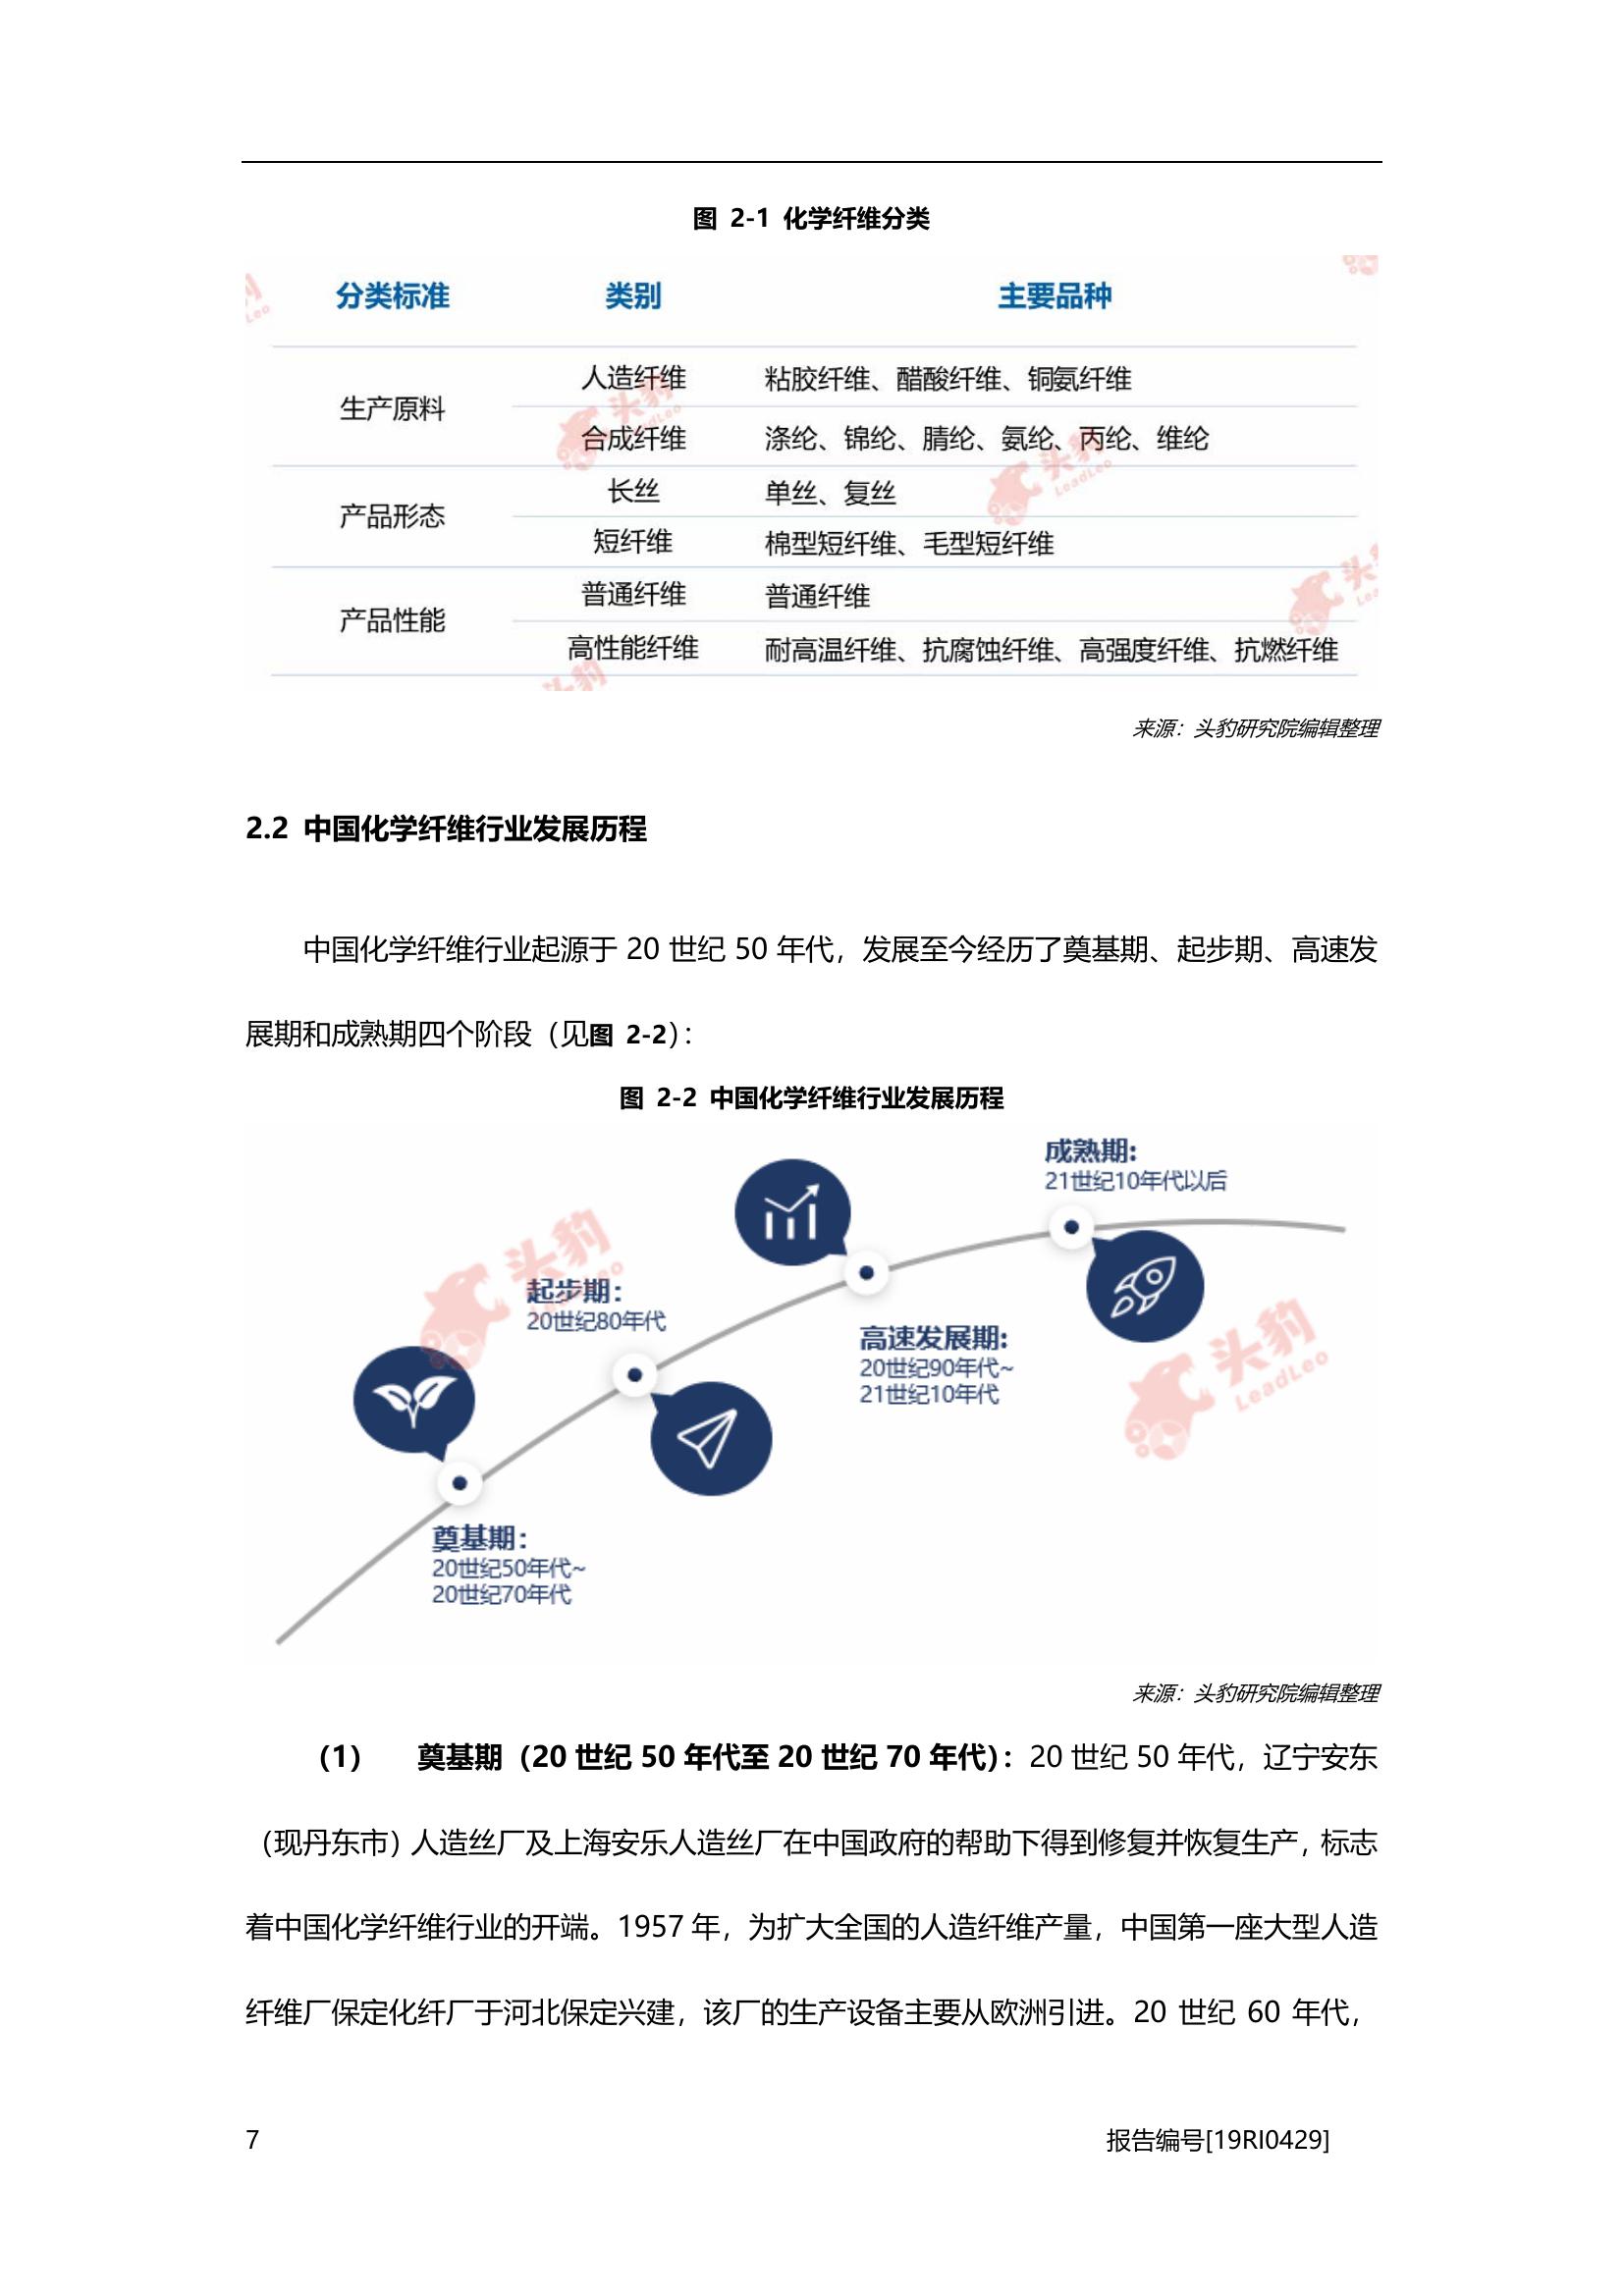 图 2-1 化学纤维分类
分类标准 类别 主要品种
生产原料 人造纤维 粘胶纤维、醋酸纤维、铜氨纤维
合成纤维 涤纶、锦纶、腈纶、氨纶、丙纶、维纶
产品形态 长丝 单丝、复丝
短纤维 棉型短纤维、毛型短纤维
产品性能 普通纤维 普通纤维
高性能纤维 耐高温纤维、抗腐蚀纤维、高强度纤维、抗燃纤维
头豹 LeadLeo
来源：头豹研究院编辑整理
2.2 中国化学纤维行业发展历程
中国化学纤维行业起源于 20 世纪 50 年代，发展至今经历了奠基期、起步期、高速发
展期和成熟期四个阶段（见图 2-2）：
图 2-2 中国化学纤维行业发展历程
成熟期:
21世纪10年代以后
起步期:
20世纪80年代
高速发展期:
20世纪90年代~
21世纪10年代
奠基期:
20世纪50年代~
20世纪70年代
头豹
LeadLeo
来源：头豹研究院编辑整理
（1） 奠基期（20 世纪 50 年代至 20 世纪 70 年代）：20 世纪 50 年代，辽宁安东
（现丹东市）人造丝厂及上海安乐人造丝厂在中国政府的帮助下得到修复并恢复生产，标志
着中国化学纤维行业的开端。1957 年，为扩大全国的人造纤维产量，中国第一座大型人造
纤维厂保定化纤厂于河北保定兴建，该厂的生产设备主要从欧洲引进。20 世纪 60 年代，
7 报告编号[19RI0429]